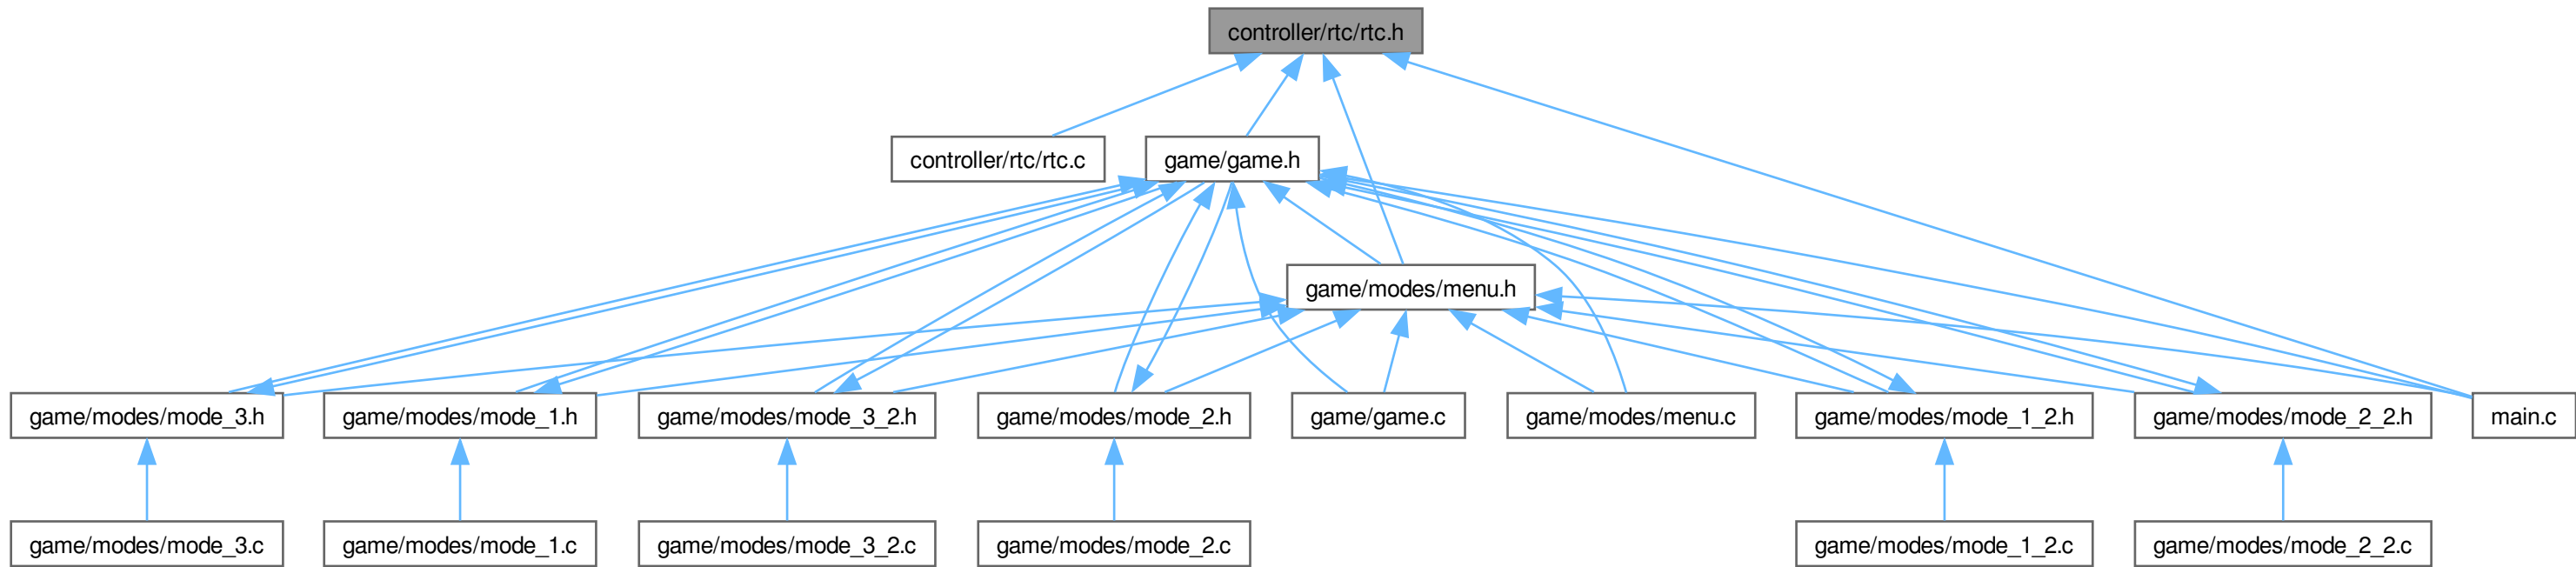 controller/rtc/rtc.h
controller/rtc/rtc.c
game/game.h
game/modes/menu.h
game/modes/mode_3.h
game/modes/mode_1.h
game/modes/mode_3_2.h
game/modes/mode_2.h
game/game.c
game/modes/menu.c
game/modes/mode_1_2.h
game/modes/mode_2_2.h
main.c
game/modes/mode_3.c
game/modes/mode_1.c
game/modes/mode_3_2.c
game/modes/mode_2.c
game/modes/mode_1_2.c
game/modes/mode_2_2.c